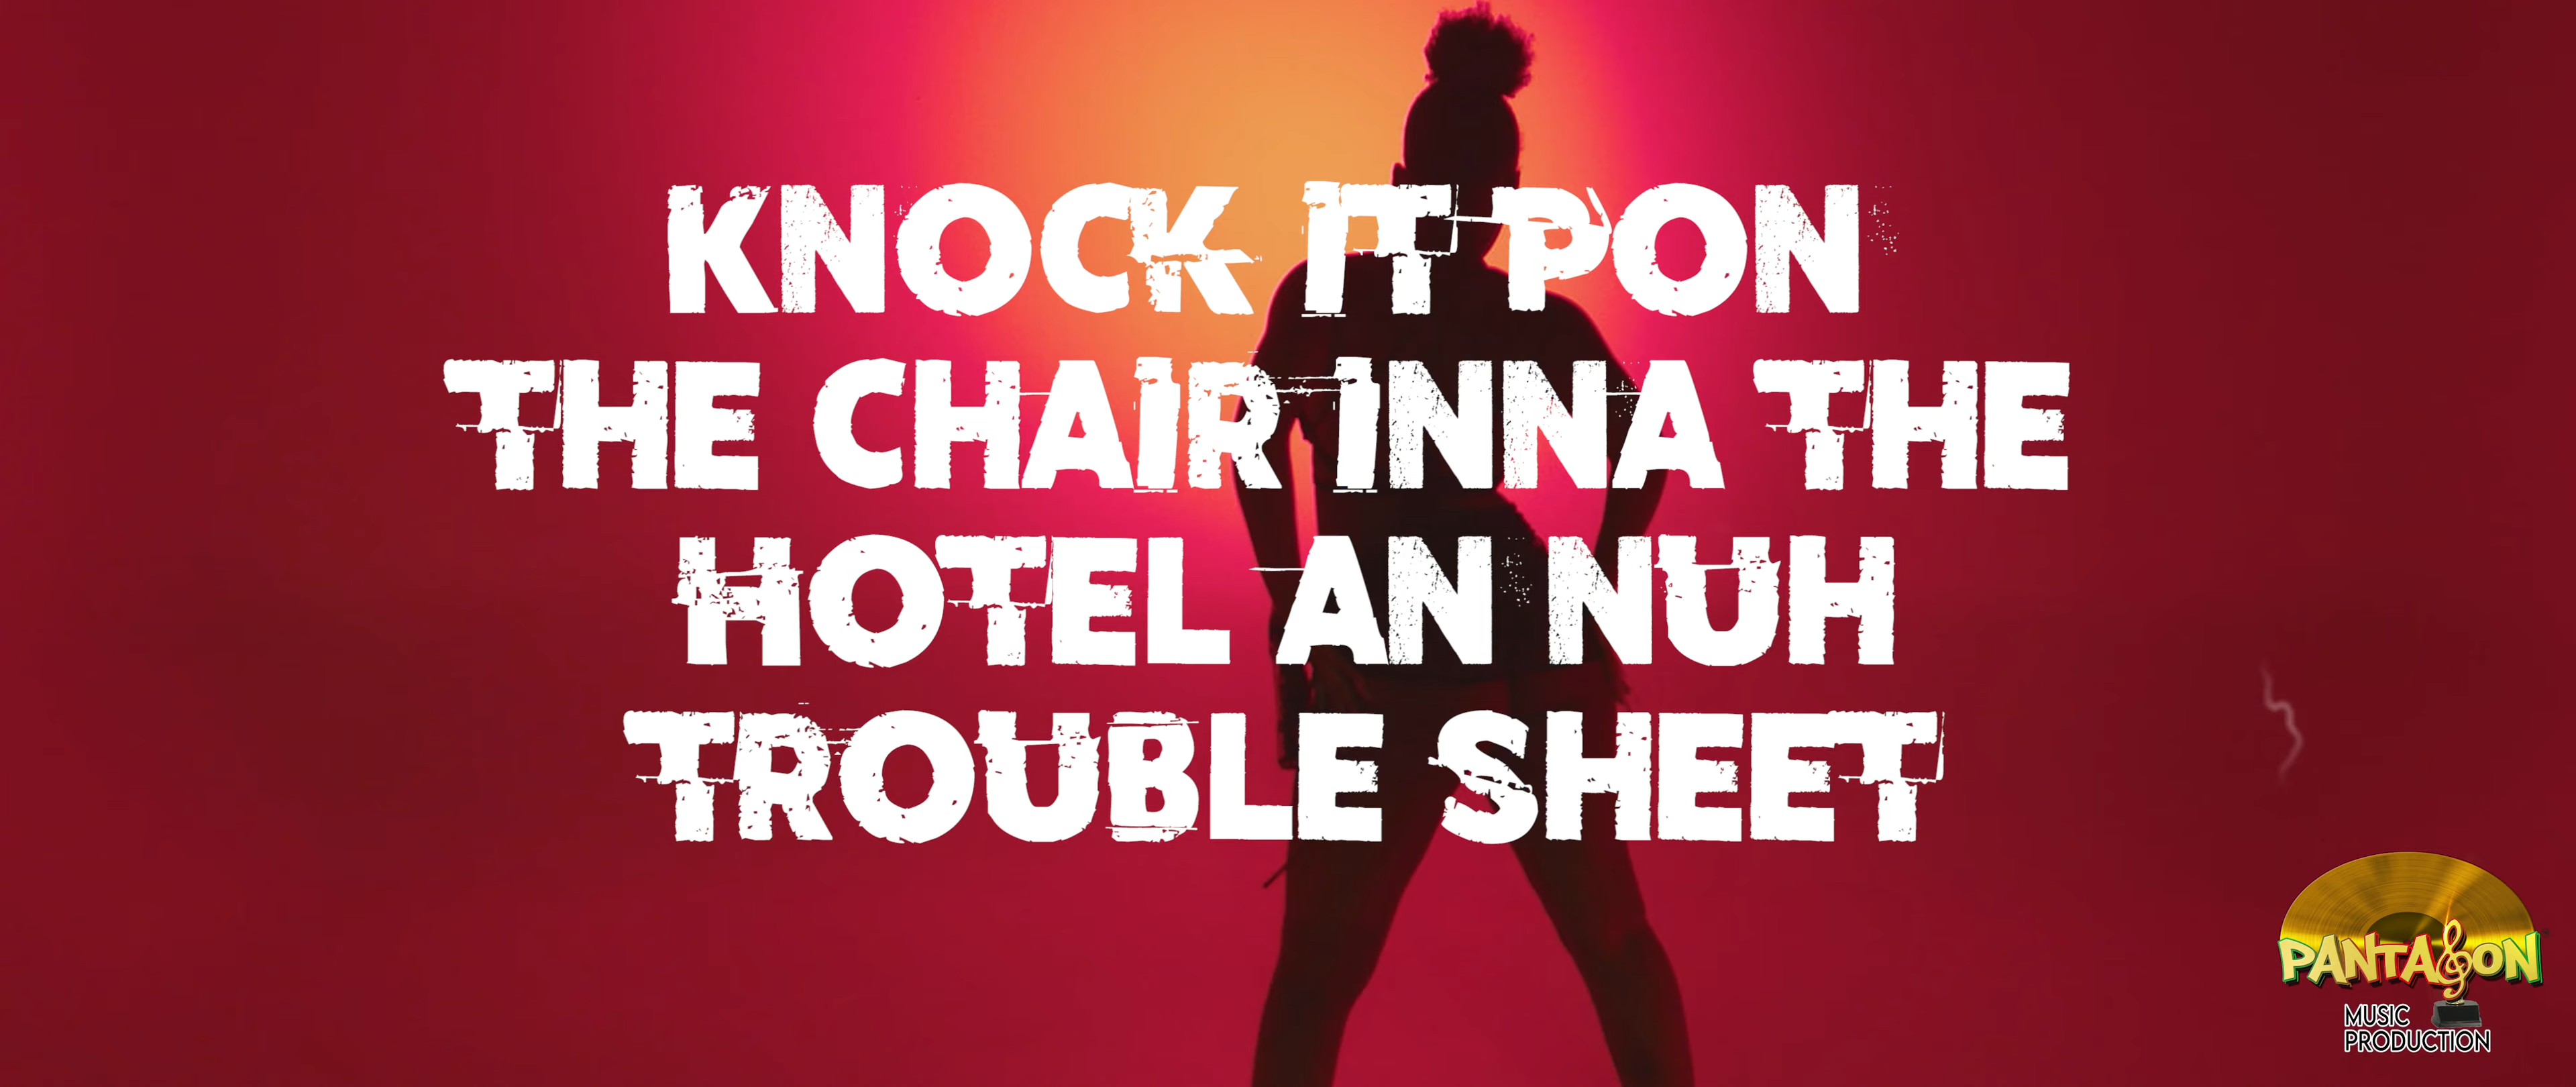 KNOCK IT PON
THE CHAIR INNA THE
HOTEL AN NUH
TROUBLE SHEET
PANTASON
MUSIC
PRODUCTION